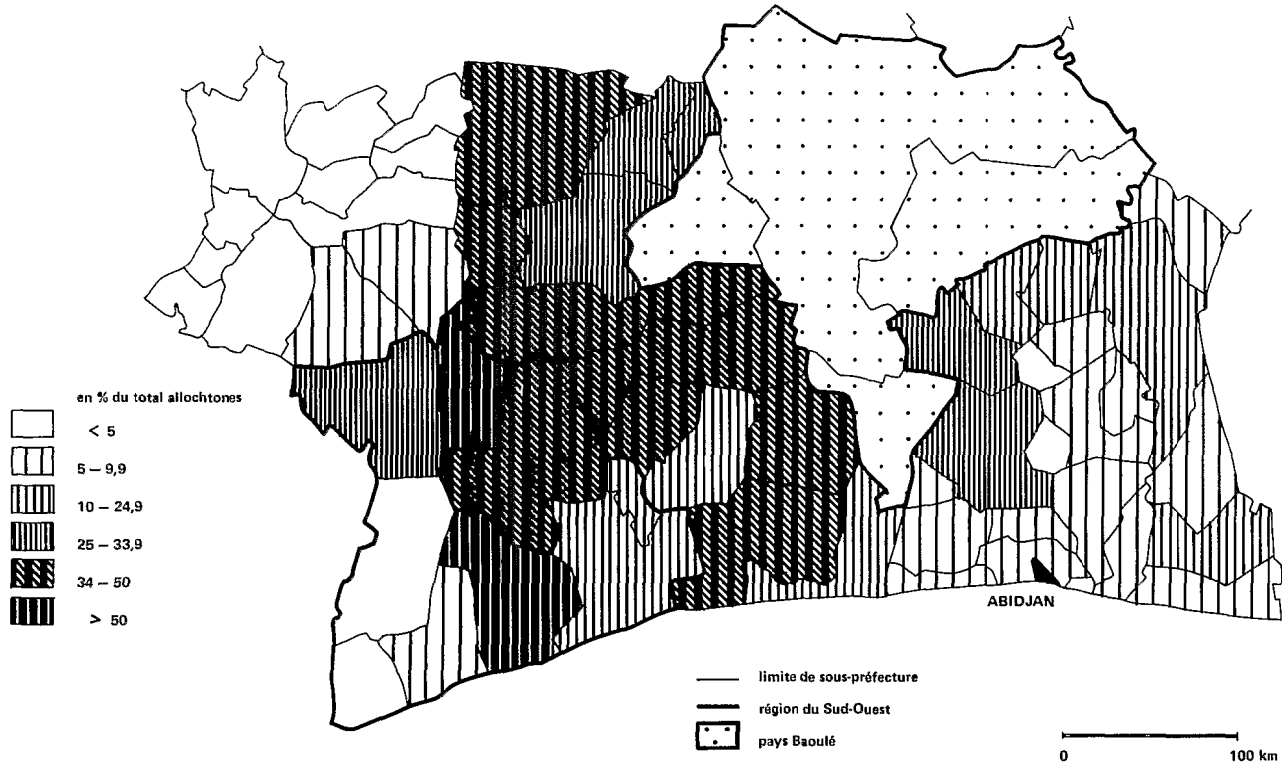 en % du total allochtones
< 5
5 – 9,9
10 – 24,9
25 – 33,9
34 – 50
> 50
ABIDJAN
limite de sous-préfecture
région du Sud-Ouest
pays Baoulé
0 100 km